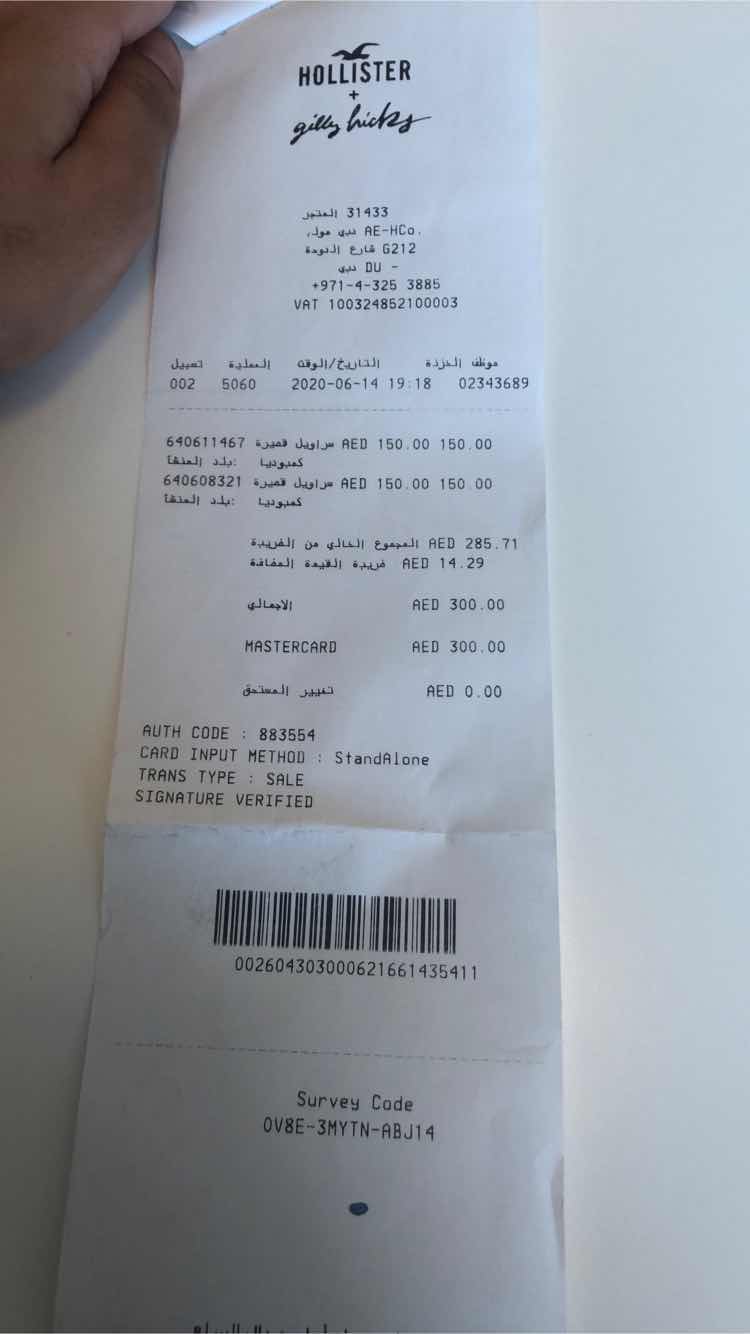 HOLLISTER
+
gilly hicks
31433 المتجر
دبي مول, AE-HCo.
شارع الدوحة G212
دبي DU -
+971-4-325 3885
VAT 100324852100003
تسجيل العملية التاريخ/الوقت موظف الخزنة
002 5060 2020-06-14 19:18 02343689
640611467 سراويل قصيرة AED 150.00 150.00
بلد المنشأ: كمبوديا
640608321 سراويل قصيرة AED 150.00 150.00
بلد المنشأ: كمبوديا
المجموع الخالي من الضريبة AED 285.71
ضريبة القيمة المضافة AED 14.29
الاجمالي AED 300.00
MASTERCARD AED 300.00
تغيير المستحق AED 0.00
AUTH CODE : 883554
CARD INPUT METHOD : StandAlone
TRANS TYPE : SALE
SIGNATURE VERIFIED
002604303000621661435411
Survey Code
0V8E-3MYTN-ABJ14